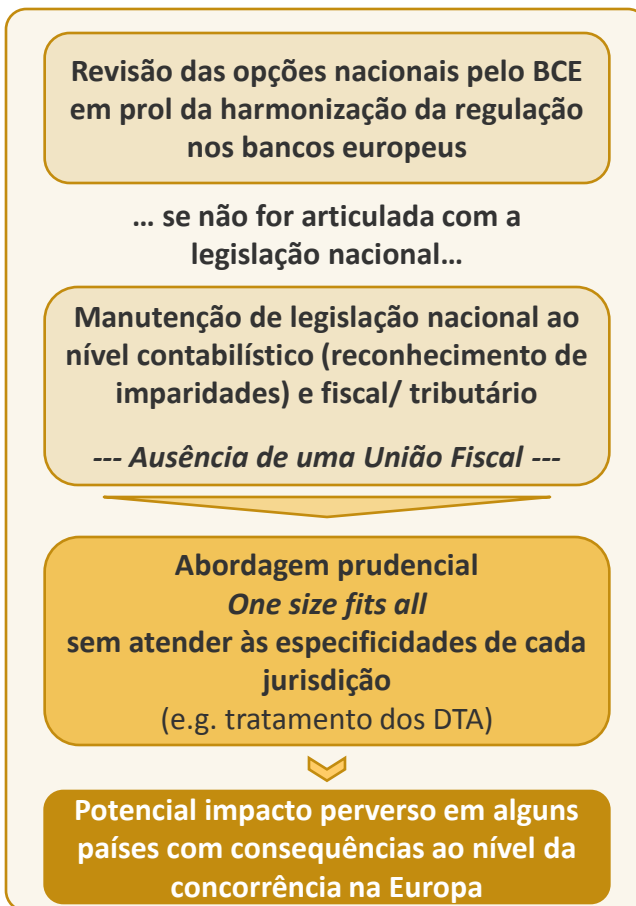 Revisão das opções nacionais pelo BCE
em prol da harmonização da regulação
nos bancos europeus
... se não for articulada com a
legislação nacional...
Manutenção de legislação nacional ao
nível contabilístico (reconhecimento de
imparidades) e fiscal/ tributário
--- Ausência de uma União Fiscal ---
Abordagem prudencial
One size fits all
sem atender às especificidades de cada
jurisdição
(e.g. tratamento dos DTA)
Potencial impacto perverso em alguns
países com consequências ao nível da
concorrência na Europa